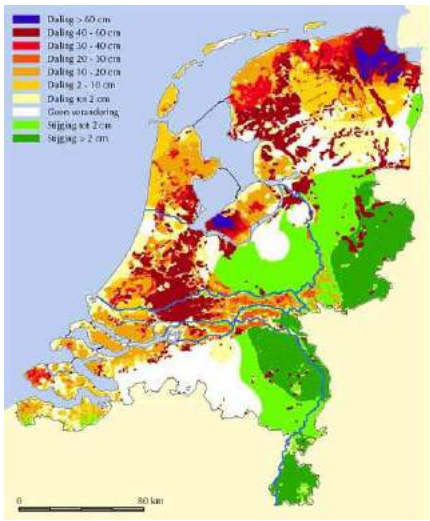 Daling > 60 cm
Daling 40 - 60 cm
Daling 30 - 40 cm
Daling 20 - 30 cm
Daling 10 - 20 cm
Daling 2 - 10 cm
Daling tot 2 cm
Geen verandering
Stijging tot 2 cm
Stijging > 2 cm
0 80 km